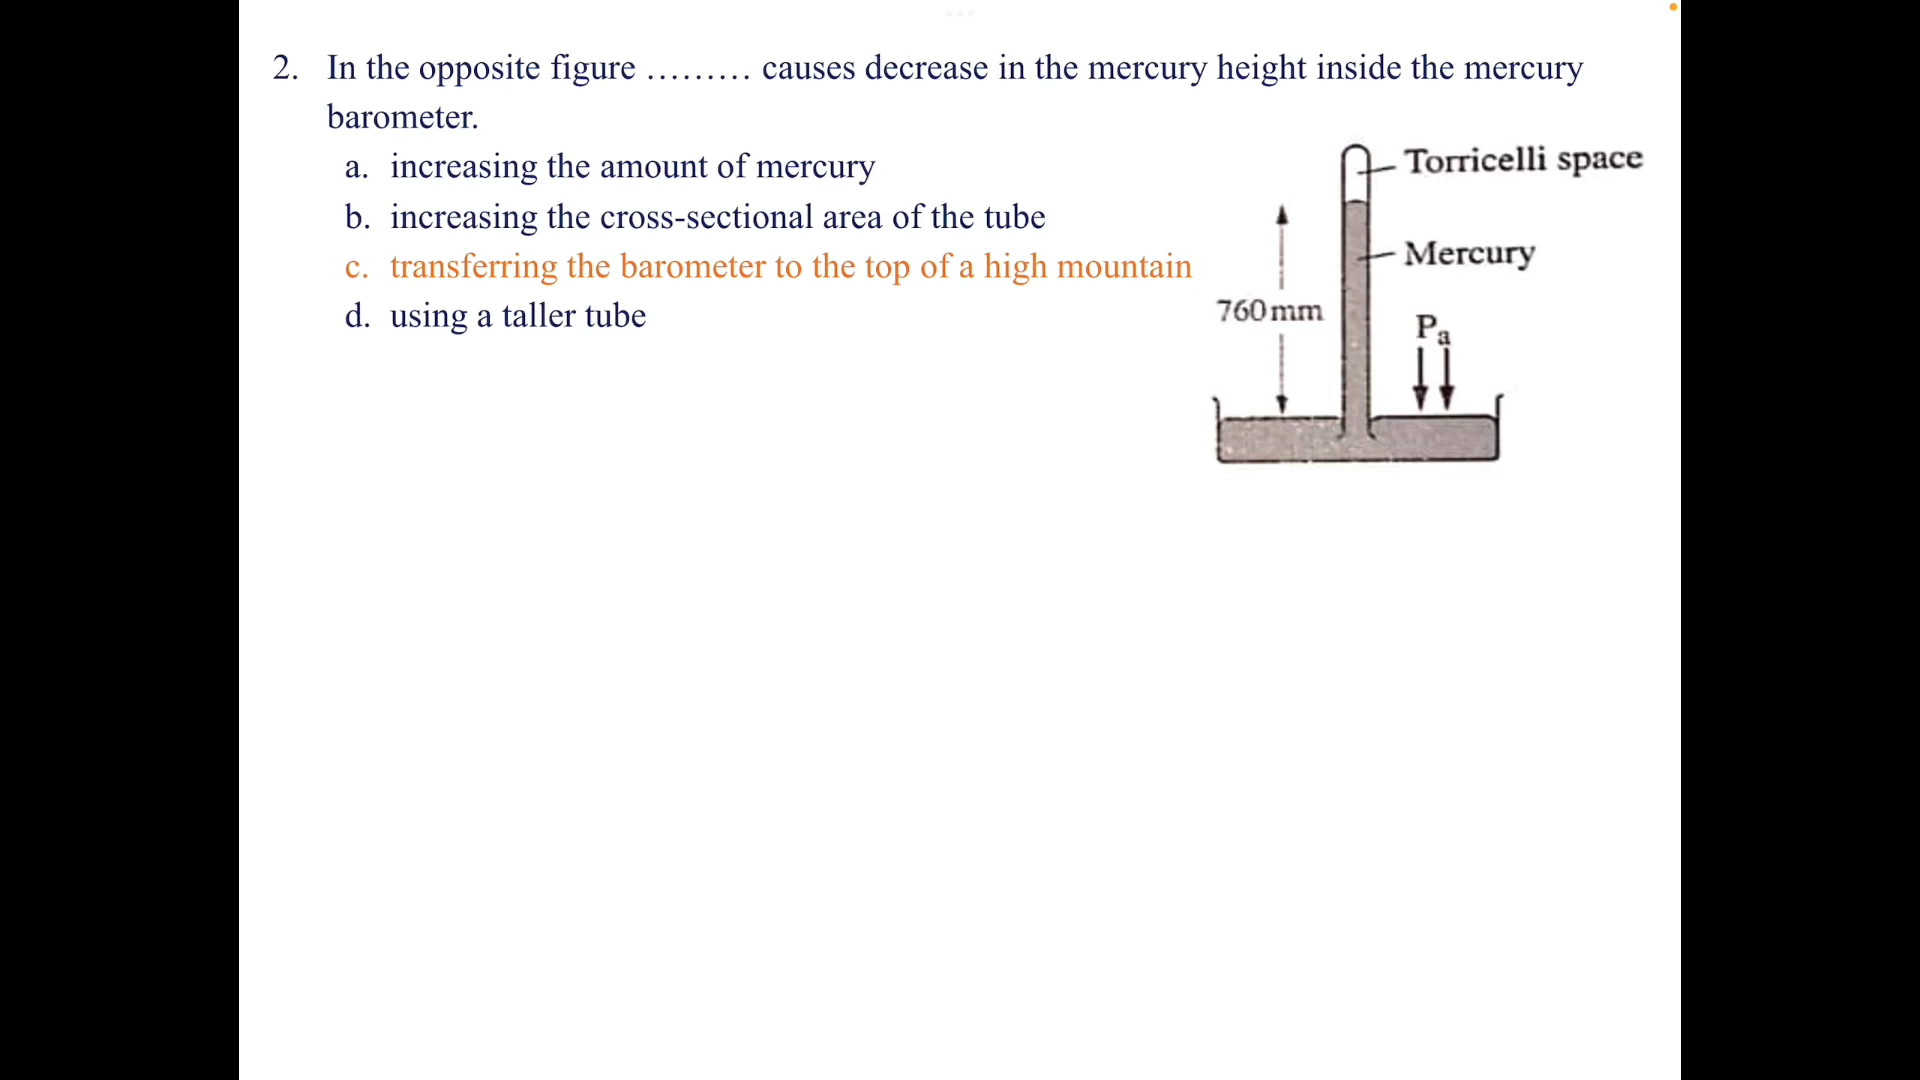 2. In the opposite figure ……… causes decrease in the mercury height inside the mercury
barometer.
a. increasing the amount of mercury
b. increasing the cross-sectional area of the tube
c. transferring the barometer to the top of a high mountain
d. using a taller tube
Torricelli space
Mercury
760 mm
Pa